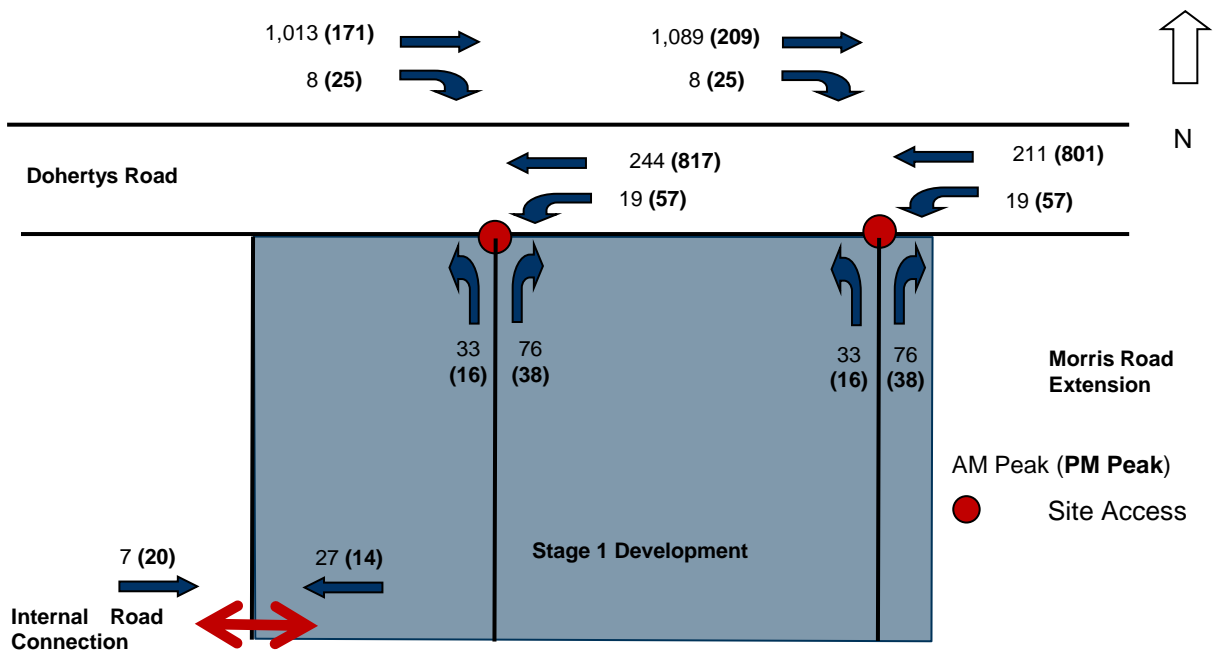 1,013 (171)
8 (25)
1,089 (209)
8 (25)
N
Dohertys Road
244 (817)
19 (57)
211 (801)
19 (57)
33
(16)
76
(38)
33
(16)
76
(38)
Morris Road
Extension
AM Peak (PM Peak)
Site Access
Stage 1 Development
7 (20)
27 (14)
Internal Road
Connection